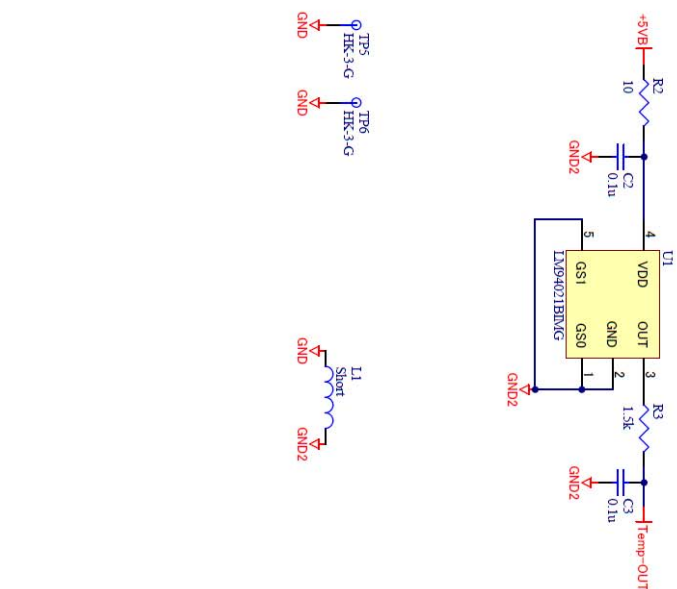 +5VB
R2
10
GND2
C2
0.1u
U1
LM94021BIMG
4
VDD
5
GS1
GS0
1
GND
2
OUT
3
GND2
R3
1.5k
GND2
C3
0.1u
Temp-OUT
GND
TP5
HK-3-G
GND
TP6
HK-3-G
GND
L1
Short
GND2